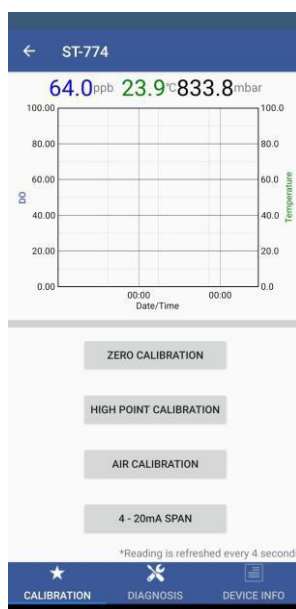 ← ST-774
64.0ppb 23.9°C833.8mbar
100.00 100.0
80.00 80.0
60.00 60.0
DO Temperature
40.00 40.0
20.00 20.0
0.00 0.0
00:00 00:00
Date/Time
ZERO CALIBRATION
HIGH POINT CALIBRATION
AIR CALIBRATION
4 - 20mA SPAN
*Reading is refreshed every 4 second
CALIBRATION DIAGNOSIS DEVICE INFO